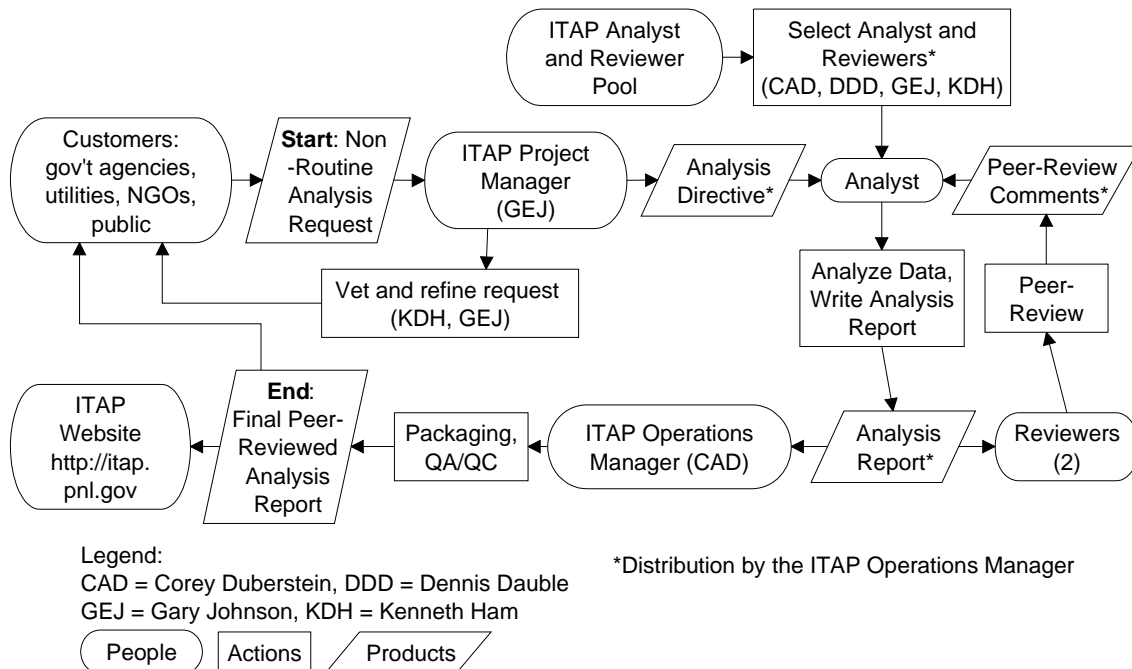 ITAP Analyst
and Reviewer
Pool
Select Analyst and
Reviewers*
(CAD, DDD, GEJ, KDH)
Customers:
gov't agencies,
utilities, NGOs,
public
Start: Non
-Routine
Analysis
Request
ITAP Project
Manager
(GEJ)
Analysis
Directive*
Analyst
Peer-Review
Comments*
Vet and refine request
(KDH, GEJ)
Analyze Data,
Write Analysis
Report
Peer-
Review
ITAP
Website
http://itap.
pnl.gov
End:
Final Peer-
Reviewed
Analysis
Report
Packaging,
QA/QC
ITAP Operations
Manager (CAD)
Analysis
Report*
Reviewers
(2)
Legend:
CAD = Corey Duberstein, DDD = Dennis Dauble
GEJ = Gary Johnson, KDH = Kenneth Ham
*Distribution by the ITAP Operations Manager
People
Actions
Products